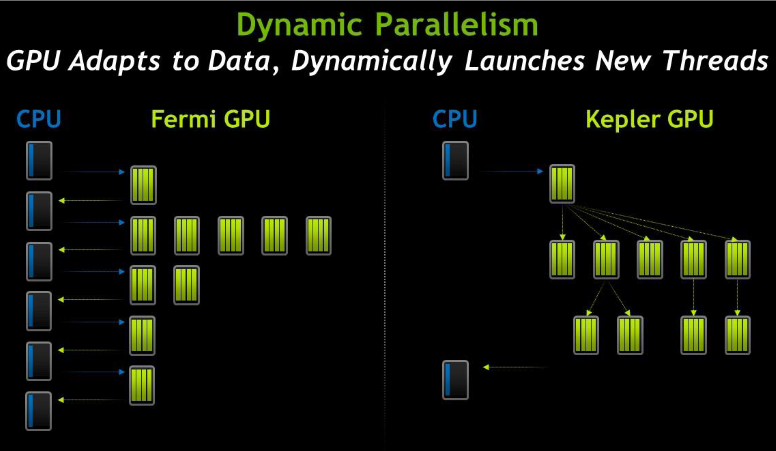 Dynamic Parallelism
GPU Adapts to Data, Dynamically Launches New Threads
CPU
Fermi GPU
CPU
Kepler GPU